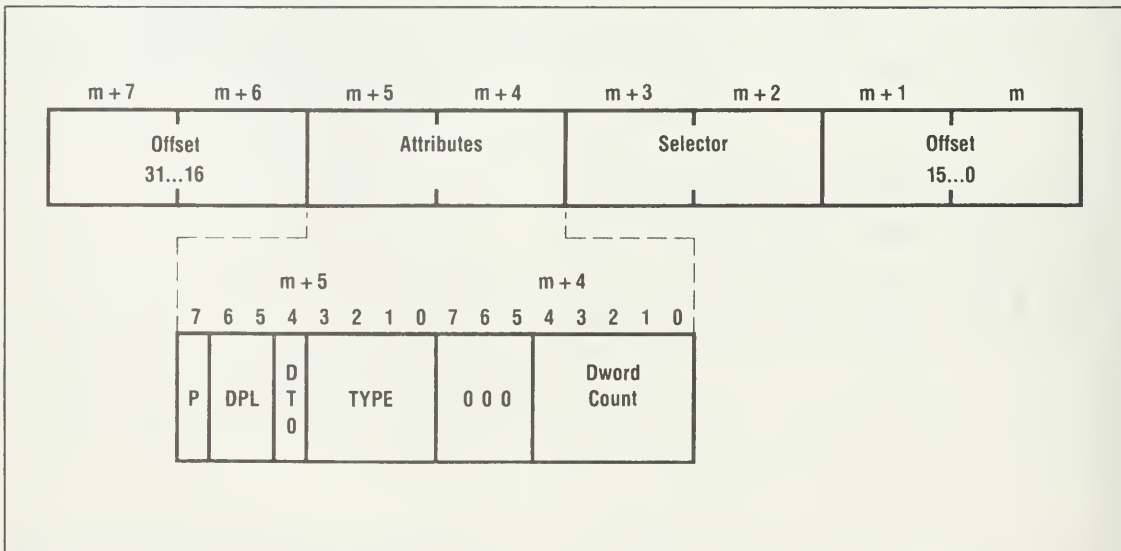 m + 7 m + 6 m + 5 m + 4 m + 3 m + 2 m + 1 m
Offset Attributes Selector Offset
31...16 15...0
m + 5 m + 4
7 6 5 4 3 2 1 0 7 6 5 4 3 2 1 0
P DPL D T 0 TYPE 0 0 0 Dword
Count